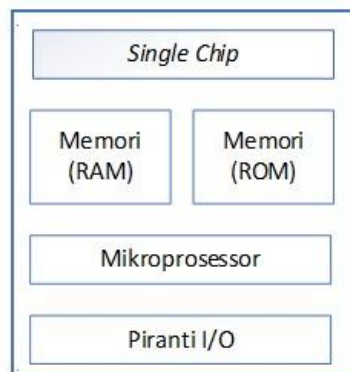 Single Chip
Memori
(RAM)
Memori
(ROM)
Mikroprosessor
Piranti I/O